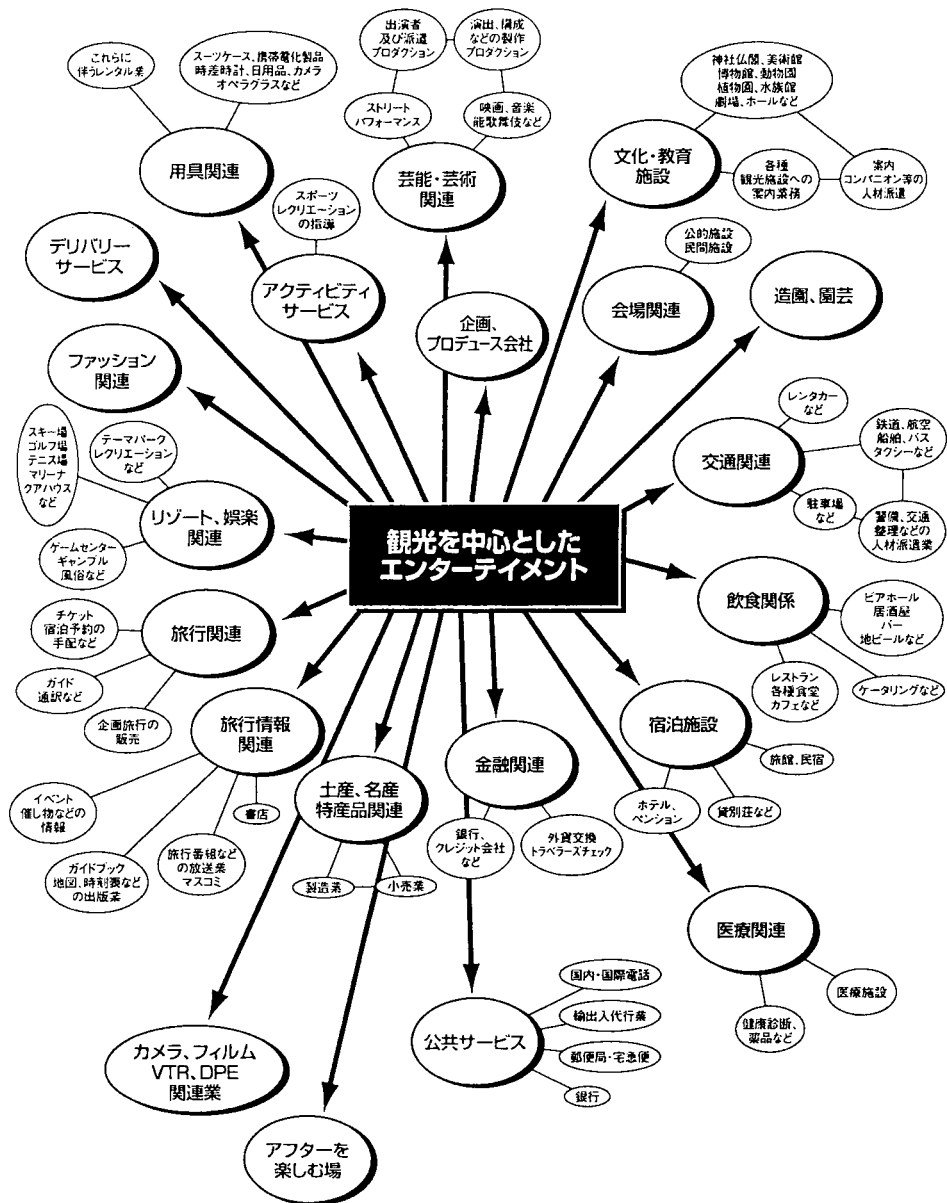 出演者
及び派遣
プロダクション
演出、構成
などの製作
プロダクション
これらに
伴うレンタル業
スーツケース、携帯電化製品
時差時計、日用品、カメラ
オペラグラスなど
神社仏閣、美術館
博物館、動物園
植物園、水族館
劇場、ホールなど
ストリート
パフォーマンス
映画、音楽
能歌舞伎など
用具関連
芸能・芸術
関連
文化・教育
施設
各種
観光施設への
案内業務
案内
コンパニオン等の
人材派遣
スポーツ
レクリエーション
の指導
公的施設
民間施設
デリバリー
サービス
アクティビティ
サービス
企画、
プロデュース会社
会場関連
造園、園芸
ファッション
関連
レンタカー
など
スキー場
ゴルフ場
テニス場
マリーナ
クアハウス
など
テーマパーク
レクリエーション
など
鉄道、航空
船舶、バス
タクシーなど
交通関連
駐車場
など
警備、交通
整理などの
人材派遣業
リゾート、娯楽
関連
観光を中心とした
エンターテイメント
ゲームセンター
ギャンブル
風俗など
飲食関係
ビアホール
居酒屋
バー
地ビールなど
チケット
宿泊予約の
手配など
旅行関連
ガイド
通訳など
レストラン
各種食堂
カフェなど
ケータリングなど
企画旅行の
販売
旅行情報
関連
宿泊施設
旅館、民宿
土産、名産
特産品関連
金融関連
イベント
催し物などの
情報
書店
ホテル、
ペンション
貸別荘など
銀行、
クレジット会社
など
外貨交換
トラベラーズチェック
ガイドブック
地図、時刻表など
の出版業
旅行番組など
の放送業
マスコミ
製造業
小売業
医療関連
医療施設
健康診断、
薬品など
国内・国際電話
輸出入代行業
公共サービス
郵便局・宅急便
銀行
カメラ、フィルム
VTR、DPE
関連業
アフターを
楽しむ場